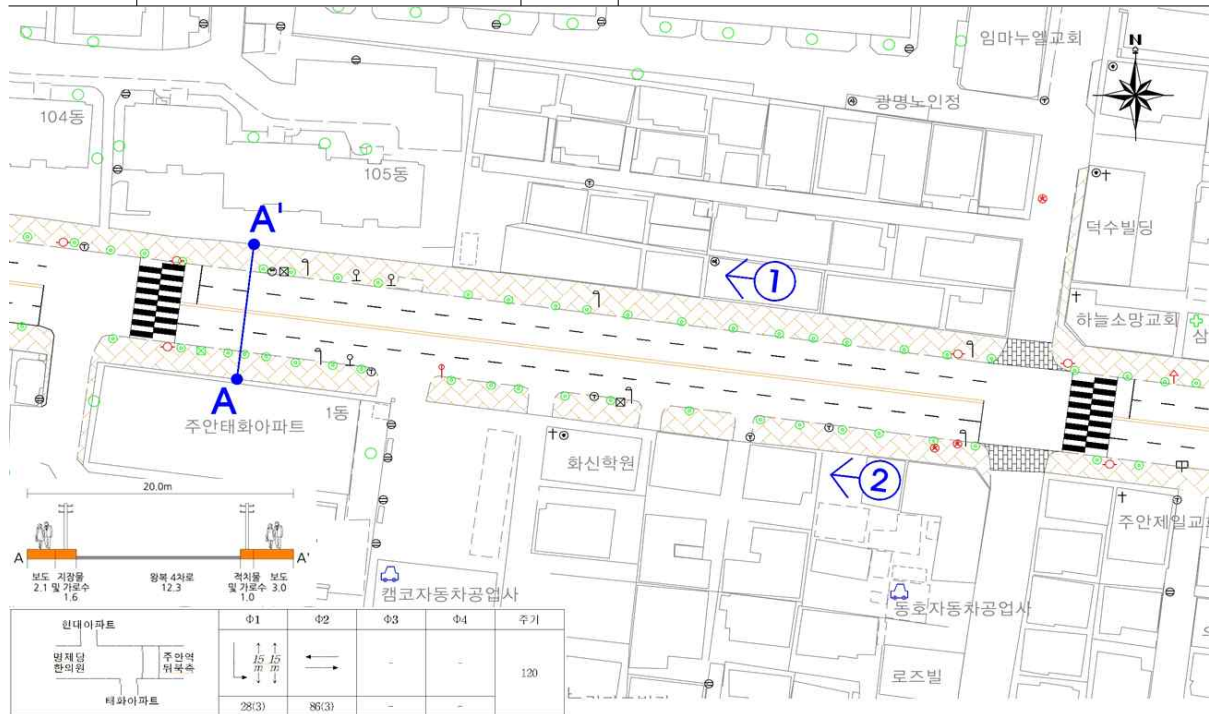 임마누엘교회
N
광명노인정
104동
105동
덕수빌딩
A'
①
하늘소망교회
삼
A
1동
주안태화아파트
화신학원
②
주안제일교회
20.0m
A
A'
보도
2.1
지장물
및 가로수
1.6
왕복 4차로
12.3
적치물
및 가로수
1.0
보도
3.0
캠코자동차공업사
동호자동차공업사
로즈빌
현대아파트
명제당
한의원
주안역
뒤북측
태화아파트
Φ1 Φ2 Φ3 Φ4 주기
15m 15m - - 120
28(3) 86(3) - -